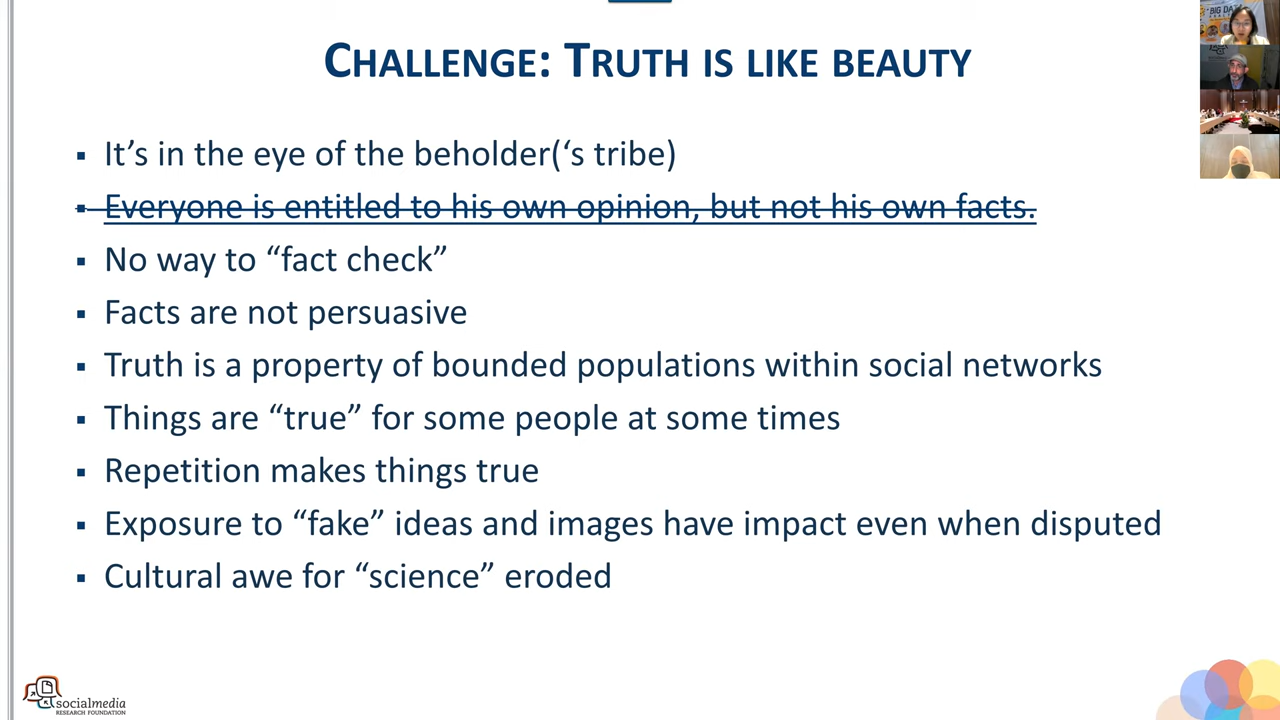 CHALLENGE: TRUTH IS LIKE BEAUTY
It’s in the eye of the beholder(‘s tribe)
Everyone is entitled to his own opinion, but not his own facts.
No way to “fact check”
Facts are not persuasive
Truth is a property of bounded populations within social networks
Things are “true” for some people at some times
Repetition makes things true
Exposure to “fake” ideas and images have impact even when disputed
Cultural awe for “science” eroded
socialmedia
RESEARCH FOUNDATION
BIG DATA